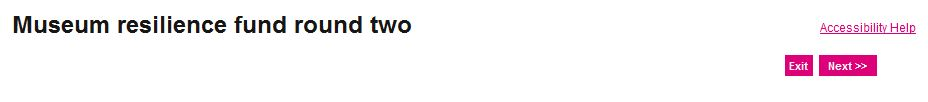 Museum resilience fund round two
Accessibility Help
Exit
Next >>